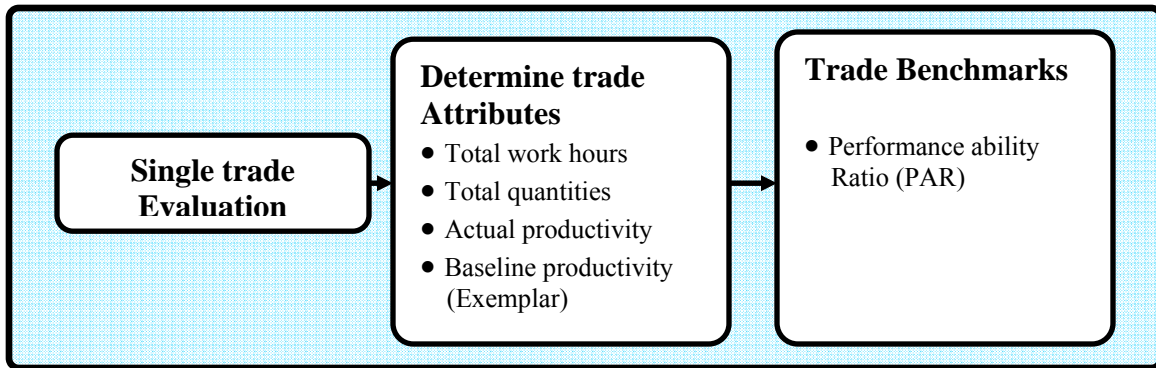 Single trade
Evaluation
Determine trade
Attributes
• Total work hours
• Total quantities
• Actual productivity
• Baseline productivity
(Exemplar)
Trade Benchmarks
• Performance ability
Ratio (PAR)